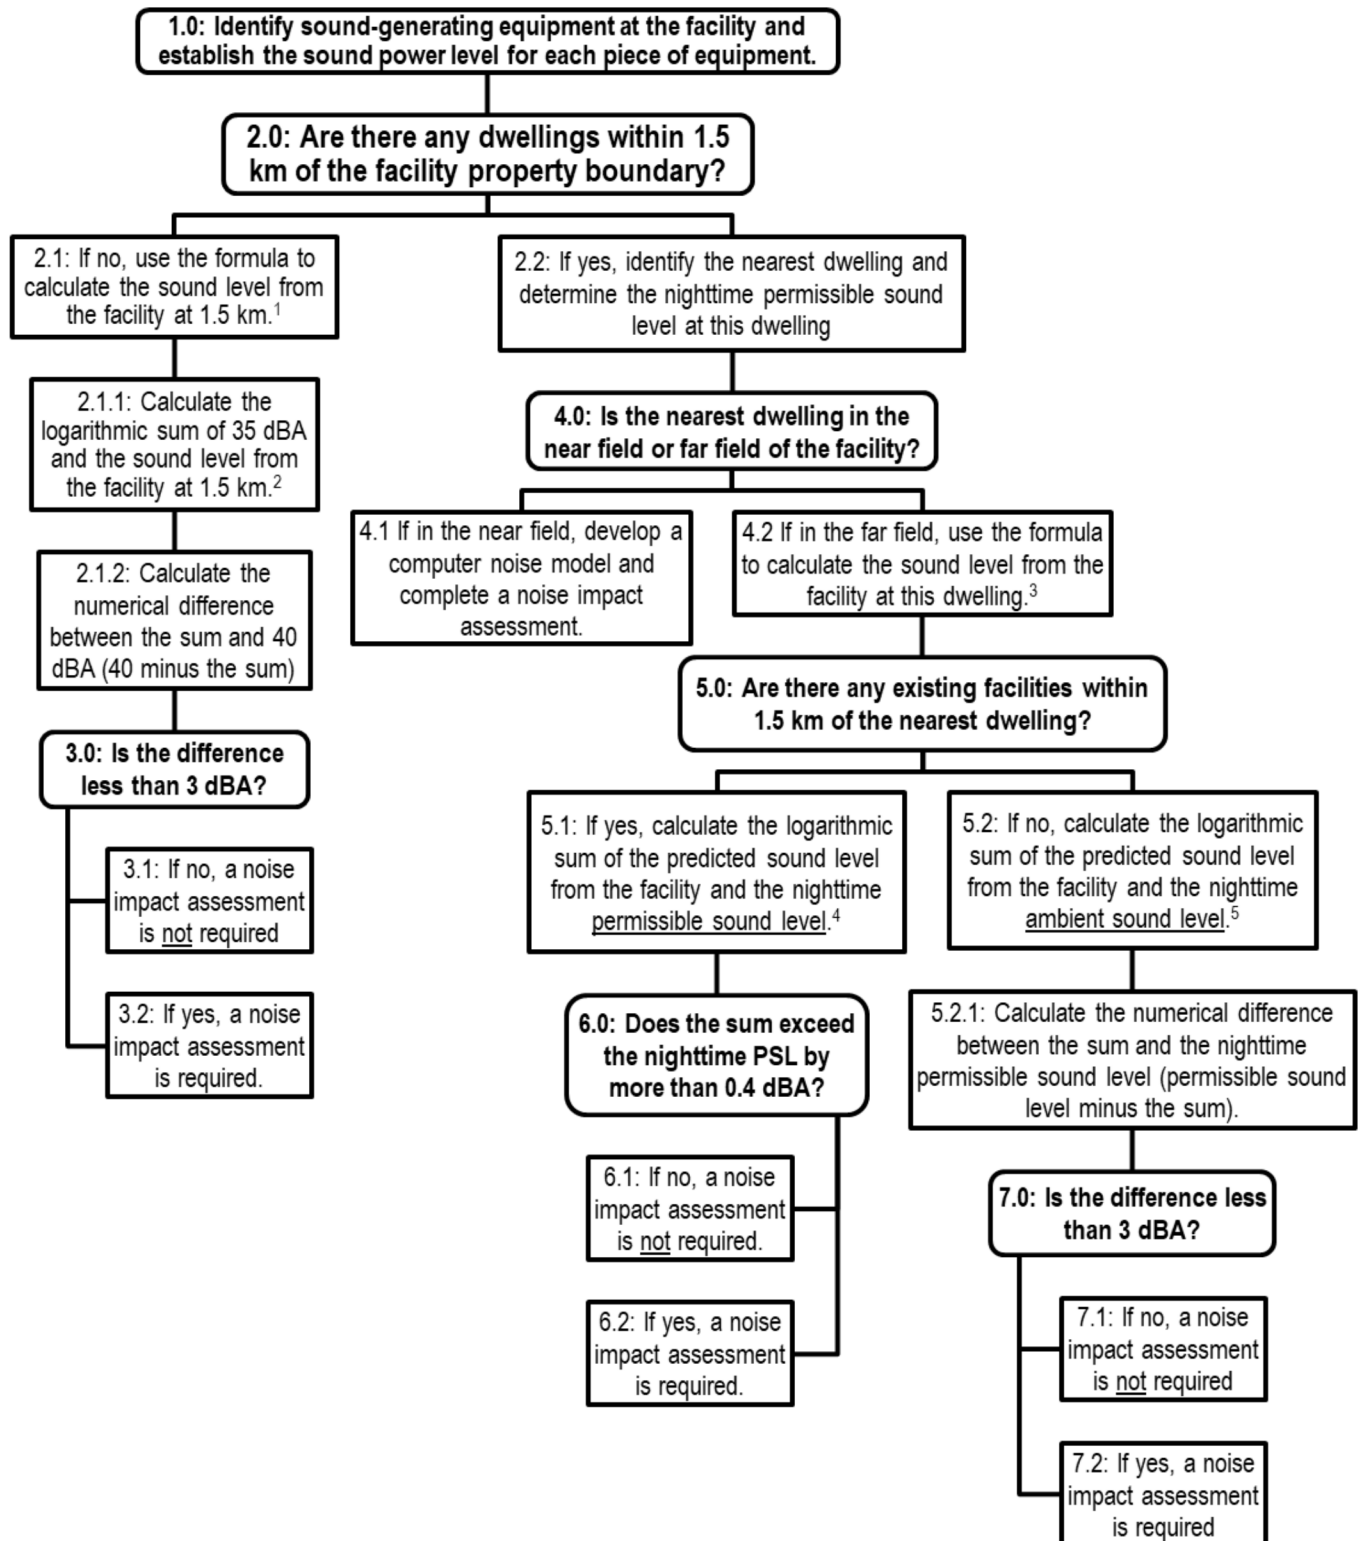 1.0: Identify sound-generating equipment at the facility and
establish the sound power level for each piece of equipment.
2.0: Are there any dwellings within 1.5
km of the facility property boundary?
2.1: If no, use the formula to
calculate the sound level from
the facility at 1.5 km.¹
2.1.1: Calculate the
logarithmic sum of 35 dBA
and the sound level from
the facility at 1.5 km.²
2.1.2: Calculate the
numerical difference
between the sum and 40
dBA (40 minus the sum)
3.0: Is the difference
less than 3 dBA?
3.1: If no, a noise
impact assessment
is not required
3.2: If yes, a noise
impact assessment
is required.
2.2: If yes, identify the nearest dwelling and
determine the nighttime permissible sound
level at this dwelling
4.0: Is the nearest dwelling in the
near field or far field of the facility?
4.1 If in the near field, develop a
computer noise model and
complete a noise impact
assessment.
4.2 If in the far field, use the formula
to calculate the sound level from the
facility at this dwelling.³
5.0: Are there any existing facilities within
1.5 km of the nearest dwelling?
5.1: If yes, calculate the logarithmic
sum of the predicted sound level
from the facility and the nighttime
permissible sound level.⁴
6.0: Does the sum exceed
the nighttime PSL by
more than 0.4 dBA?
6.1: If no, a noise
impact assessment
is not required.
6.2: If yes, a noise
impact assessment
is required.
5.2: If no, calculate the logarithmic
sum of the predicted sound level
from the facility and the nighttime
ambient sound level.⁵
5.2.1: Calculate the numerical difference
between the sum and the nighttime
permissible sound level (permissible sound
level minus the sum).
7.0: Is the difference less
than 3 dBA?
7.1: If no, a noise
impact assessment
is not required
7.2: If yes, a noise
impact assessment
is required